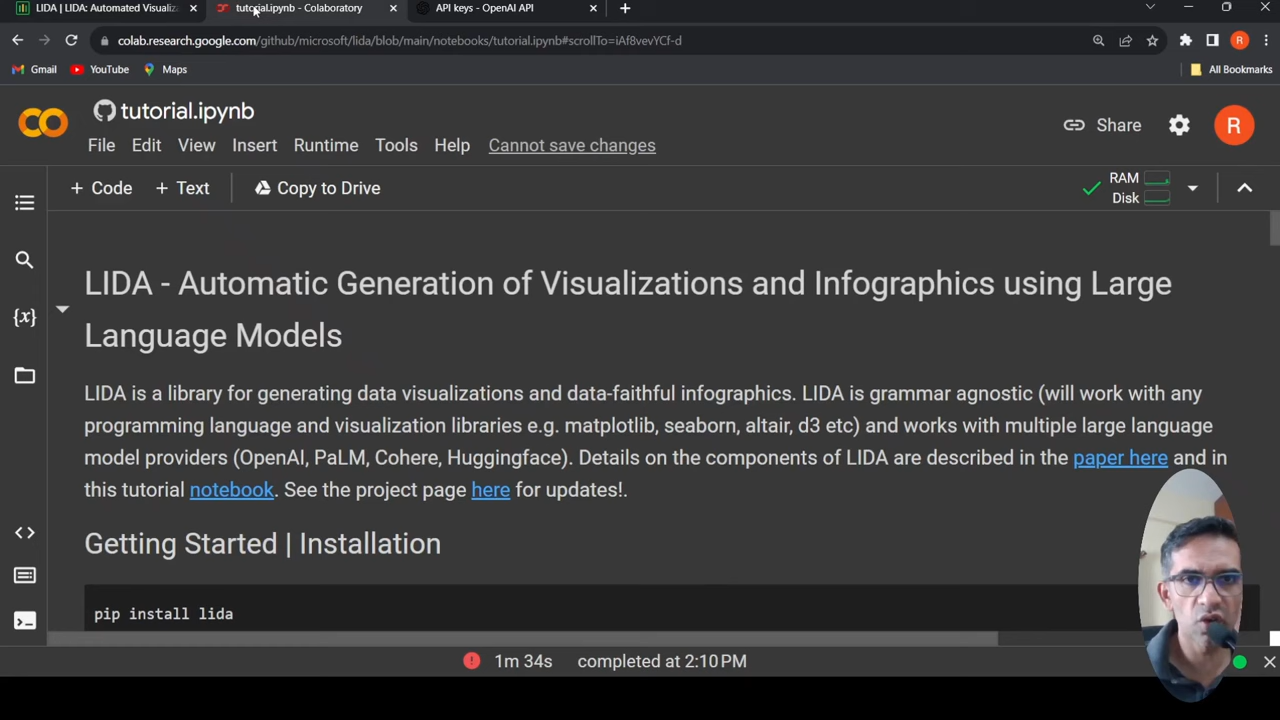 LIDA | LIDA: Automated Visualiza
tutorial.ipynb - Colaboratory
API keys - OpenAI API
colab.research.google.com/github/microsoft/lida/blob/main/notebooks/tutorial.ipynb#scrollTo=iAf8vevYCf-d
R
Gmail
YouTube
Maps
All Bookmarks
tutorial.ipynb
File Edit View Insert Runtime Tools Help Cannot save changes
Share
R
+ Code + Text
Copy to Drive
RAM
Disk
LIDA - Automatic Generation of Visualizations and Infographics using Large
Language Models
LIDA is a library for generating data visualizations and data-faithful infographics. LIDA is grammar agnostic (will work with any
programming language and visualization libraries e.g. matplotlib, seaborn, altair, d3 etc) and works with multiple large language
model providers (OpenAI, PaLM, Cohere, Huggingface). Details on the components of LIDA are described in the paper here and in
this tutorial notebook. See the project page here for updates!.
Getting Started | Installation
pip install lida
1m 34s completed at 2:10 PM